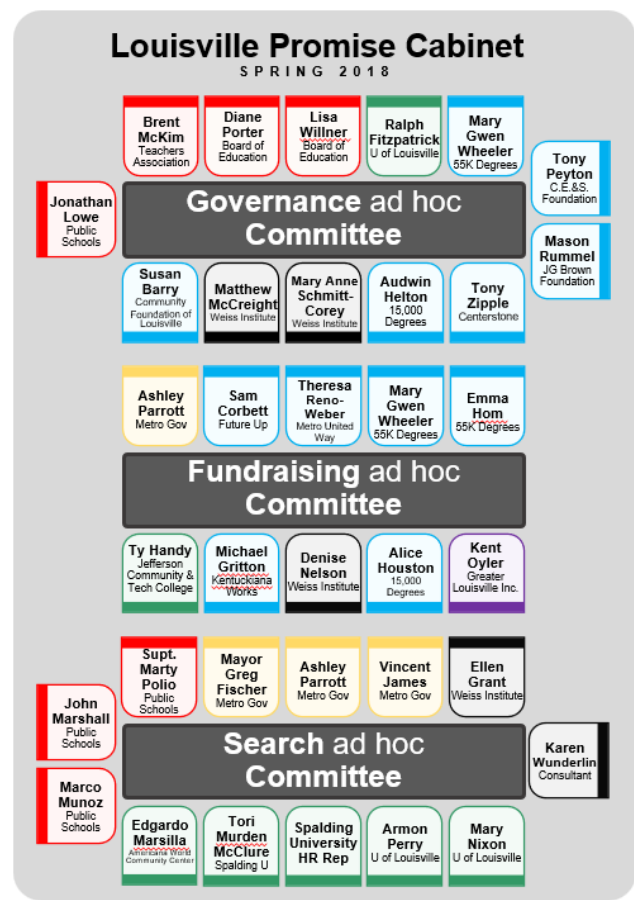 Louisville Promise Cabinet
SPRING 2018
Brent
McKim
Teachers
Association
Diane
Porter
Board of
Education
Lisa
Willner
Board of
Education
Ralph
Fitzpatrick
U of Louisville
Mary
Gwen
Wheeler
55K Degrees
Tony
Peyton
C.E.&S.
Foundation
Jonathan
Lowe
Public
Schools
Governance ad hoc
Committee
Mason
Rummel
JG Brown
Foundation
Susan
Barry
Community
Foundation of
Louisville
Matthew
McCreight
Weiss Institute
Mary Anne
Schmitt-
Corey
Weiss Institute
Audwin
Helton
15,000
Degrees
Tony
Zipple
Centerstone
Ashley
Parrott
Metro Gov
Sam
Corbett
Future Up
Theresa
Reno-
Weber
Metro United
Way
Mary
Gwen
Wheeler
55K Degrees
Emma
Hom
55K Degrees
Fundraising ad hoc
Committee
Ty Handy
Jefferson
Community &
Tech College
Michael
Gritton
Kentuckiana
Works
Denise
Nelson
Weiss Institute
Alice
Houston
15,000
Degrees
Kent
Oyler
Greater
Louisville Inc.
Supt.
Marty
Polio
Public
Schools
Mayor
Greg
Fischer
Metro Gov
Ashley
Parrott
Metro Gov
Vincent
James
Metro Gov
Ellen
Grant
Weiss Institute
John
Marshall
Public
Schools
Search ad hoc
Committee
Karen
Wunderlin
Consultant
Marco
Munoz
Public
Schools
Edgardo
Marsilla
Americana World
Community Center
Tori
Murden
McClure
Spalding U
Spalding
University
HR Rep
Armon
Perry
U of Louisville
Mary
Nixon
U of Louisville